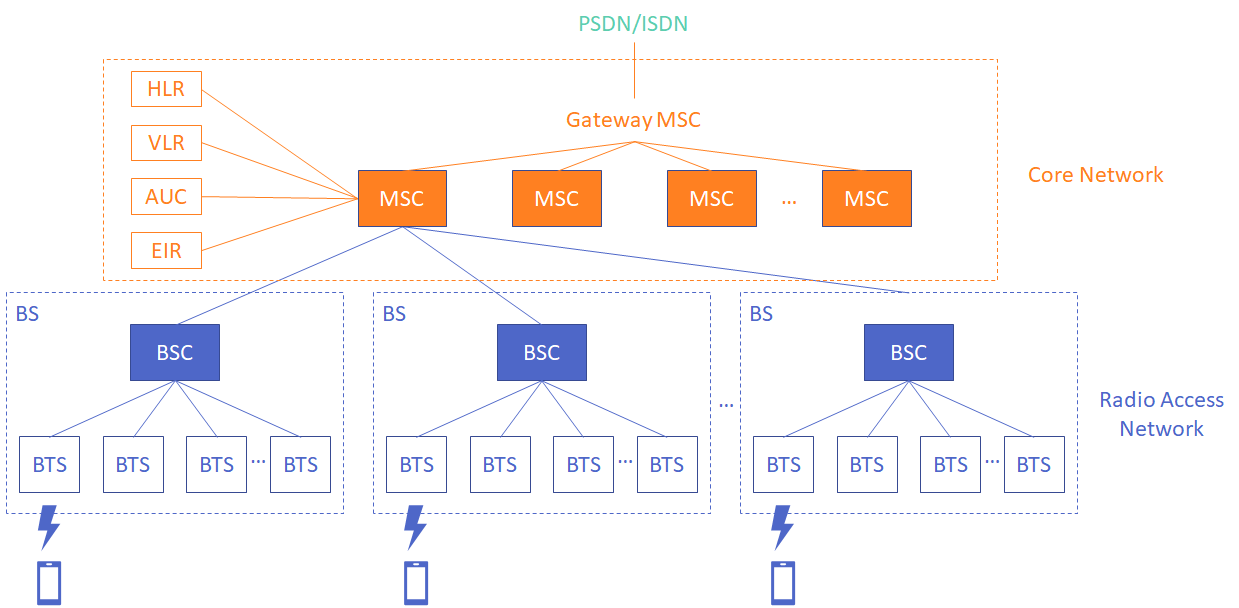 PSDN/ISDN
HLR
Gateway MSC
VLR
Core Network
MSC MSC MSC ... MSC
AUC
EIR
BS BS BS
BSC BSC BSC
Radio Access
Network
...
BTS BTS BTS ... BTS BTS BTS BTS ... BTS BTS BTS BTS ... BTS